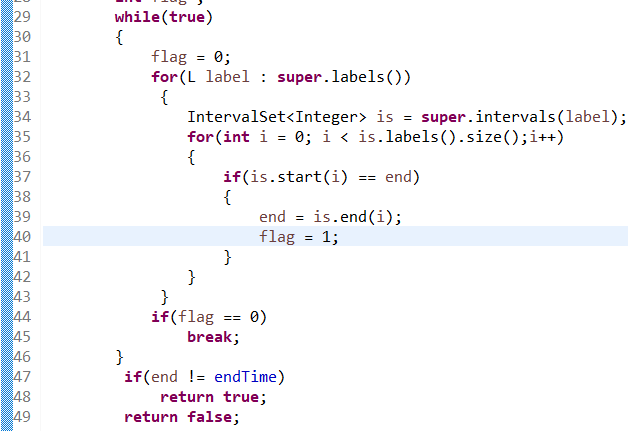 28 int flag ;
29 while(true)
30 {
31 flag = 0;
32 for(L label : super.labels())
33 {
34 IntervalSet<Integer> is = super.intervals(label);
35 for(int i = 0; i < is.labels().size();i++)
36 {
37 if(is.start(i) == end)
38 {
39 end = is.end(i);
40 flag = 1;
41 }
42 }
43 }
44 if(flag == 0)
45 break;
46 }
47 if(end != endTime)
48 return true;
49 return false;